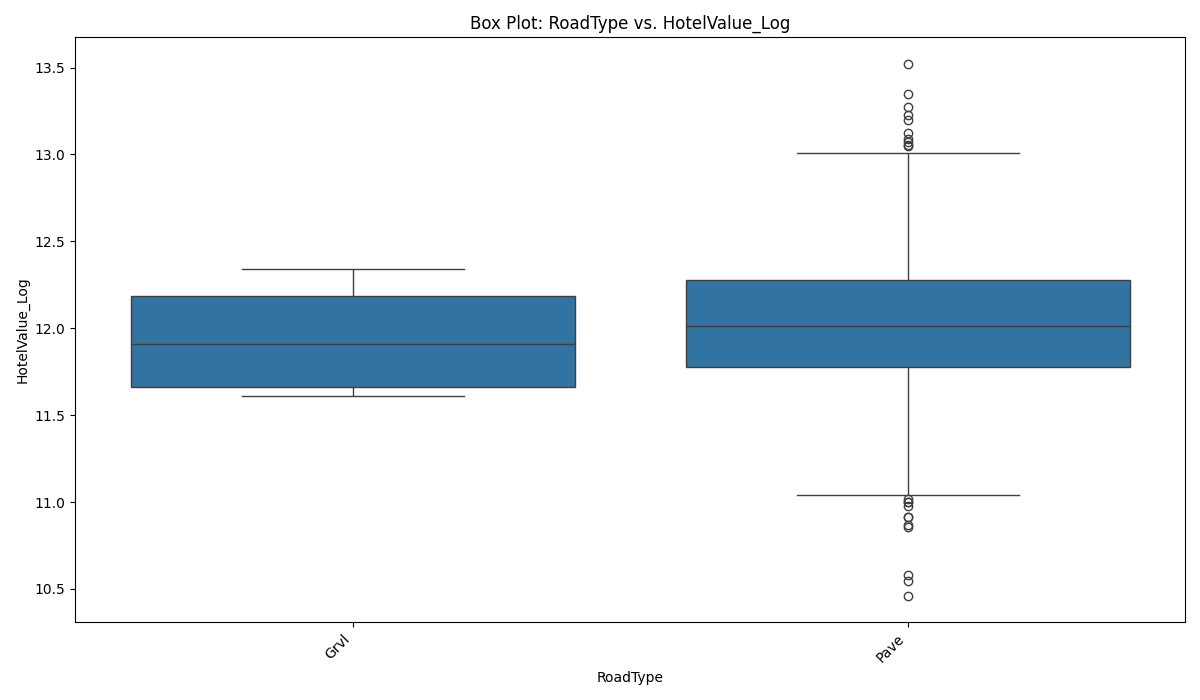 Box Plot: RoadType vs. HotelValue_Log
HotelValue_Log
13.5
13.0
12.5
12.0
11.5
11.0
10.5
Grvl
Pave
RoadType